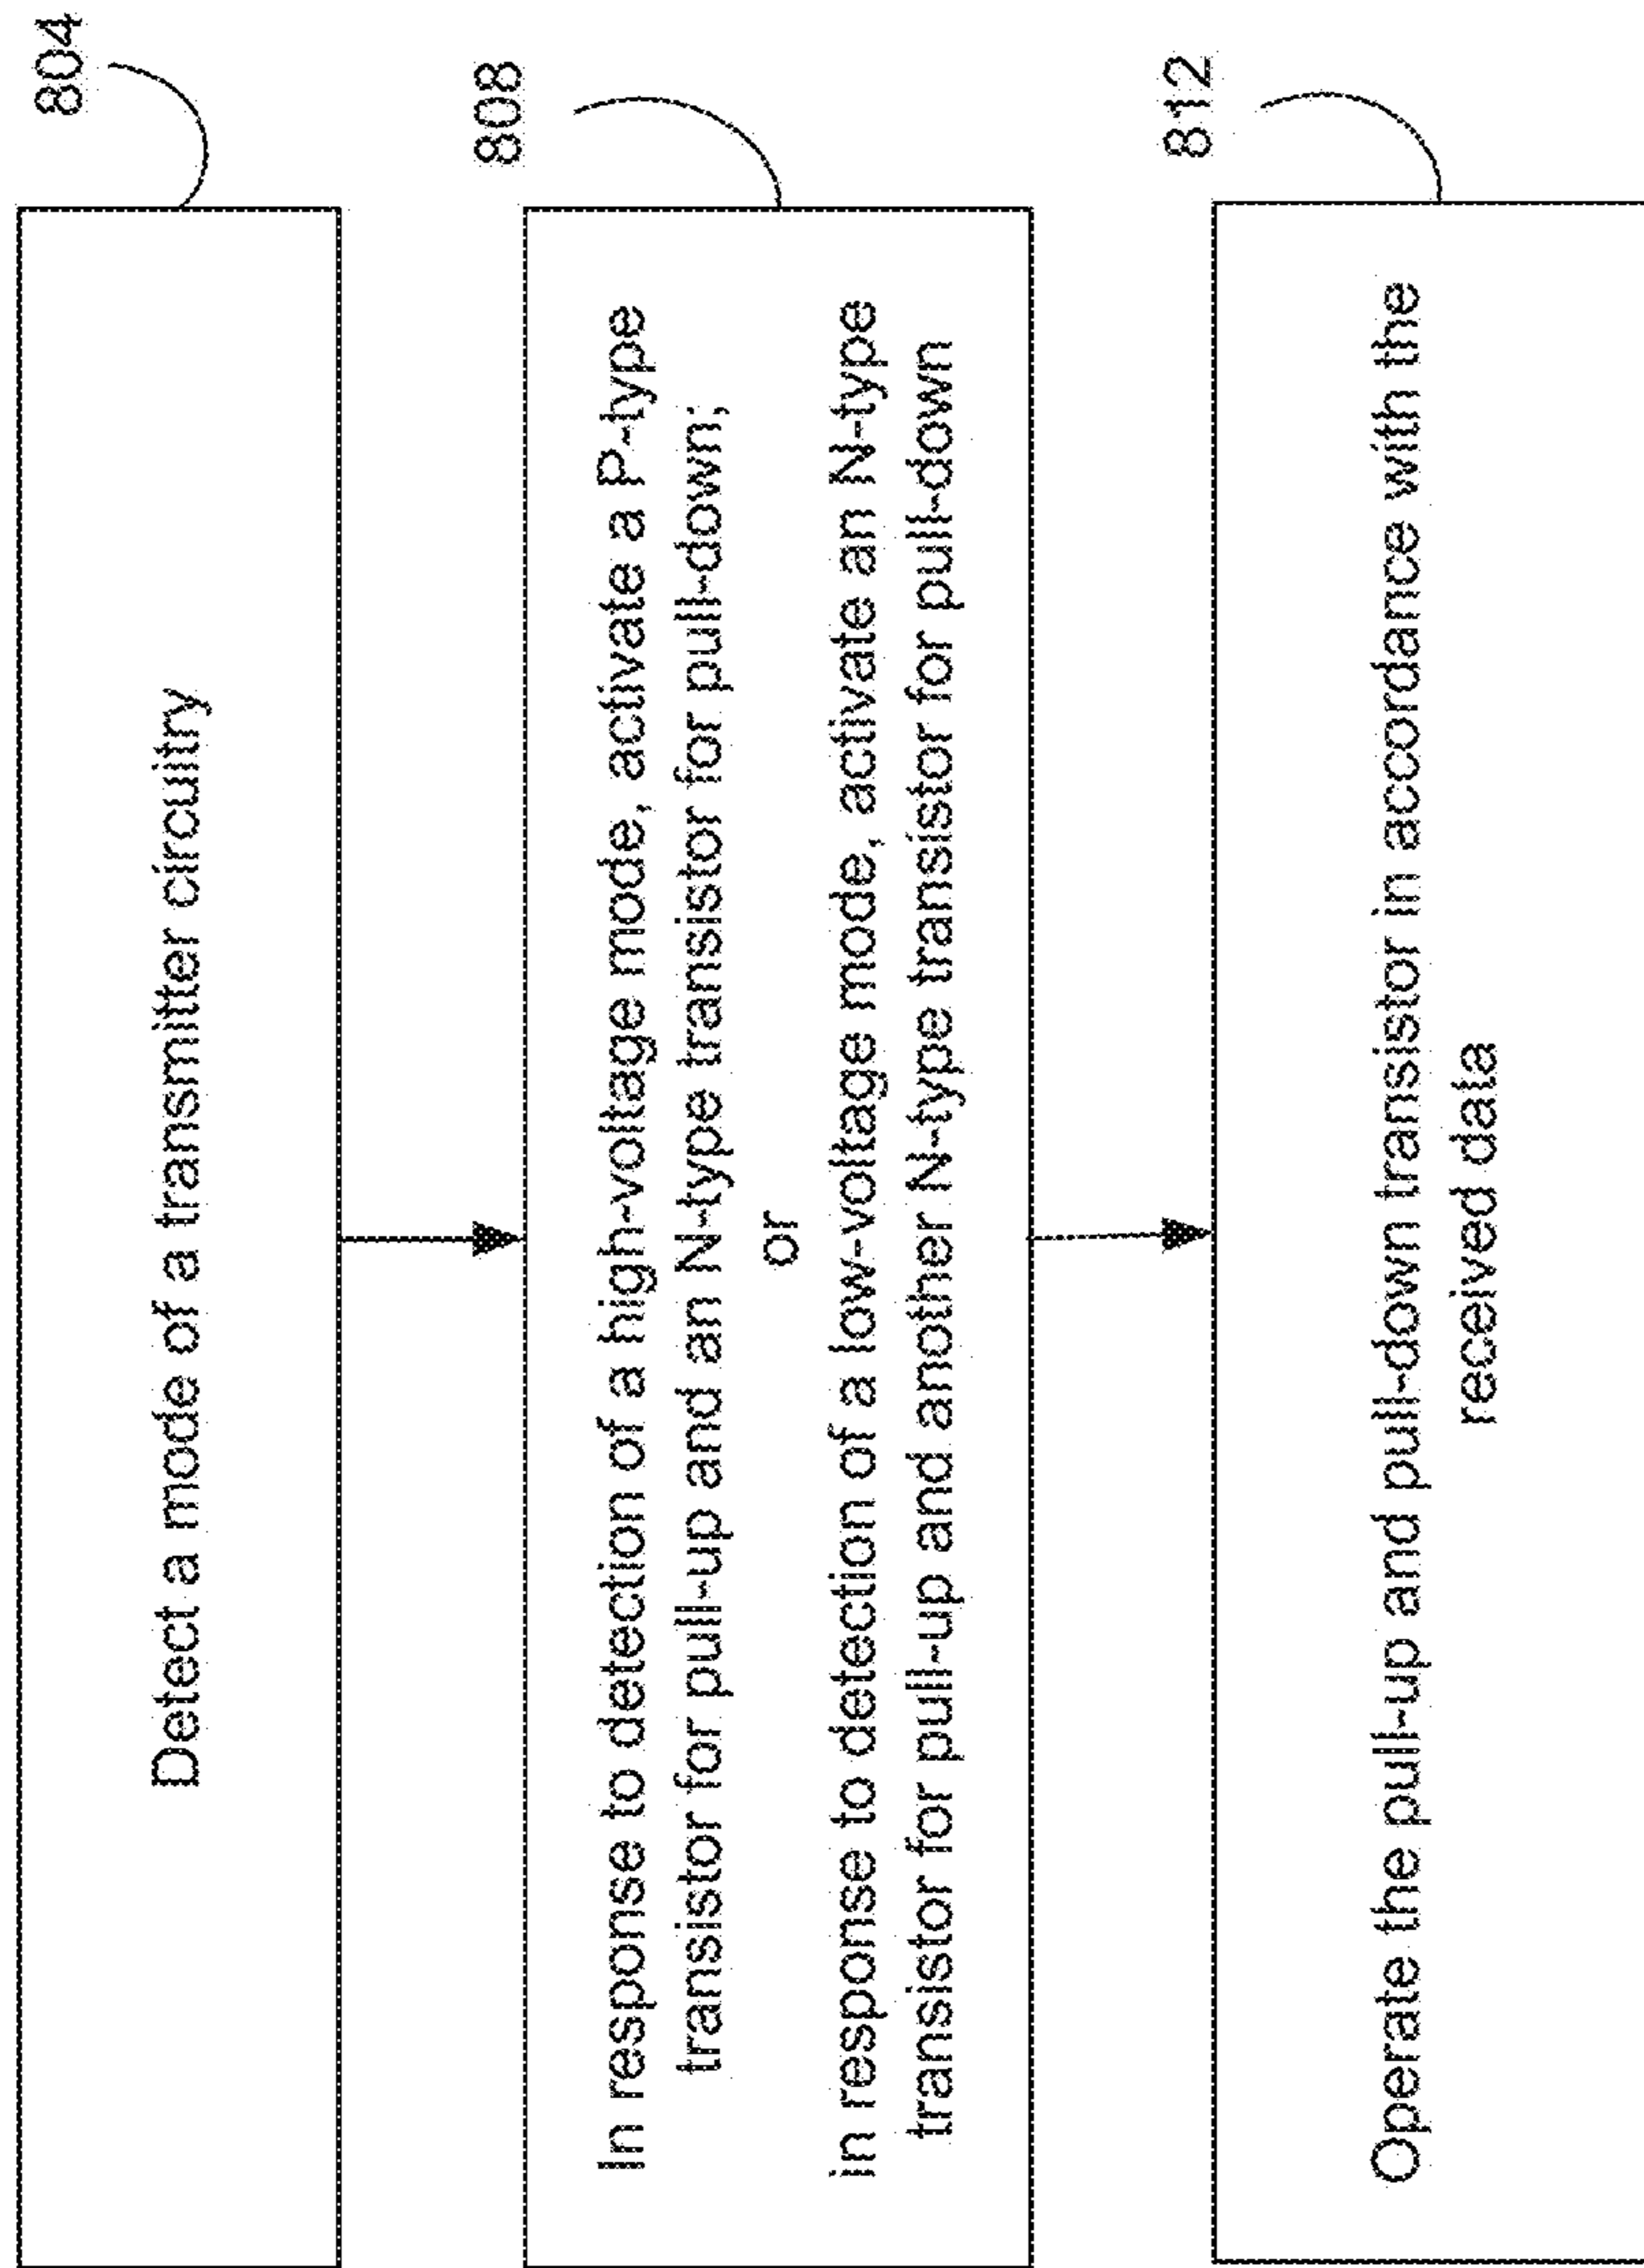 804
Detect a mode of a transmitter circuitry
808
In response to detection of a high-voltage mode, activate a P-type
transistor for pull-up and an N-type transistor for pull-down;
or
in response to detection of a low-voltage mode, activate an N-type
transistor for pull-up and another N-type transistor for pull-down
812
Operate the pull-up and pull-down transistor in accordance with the
received data